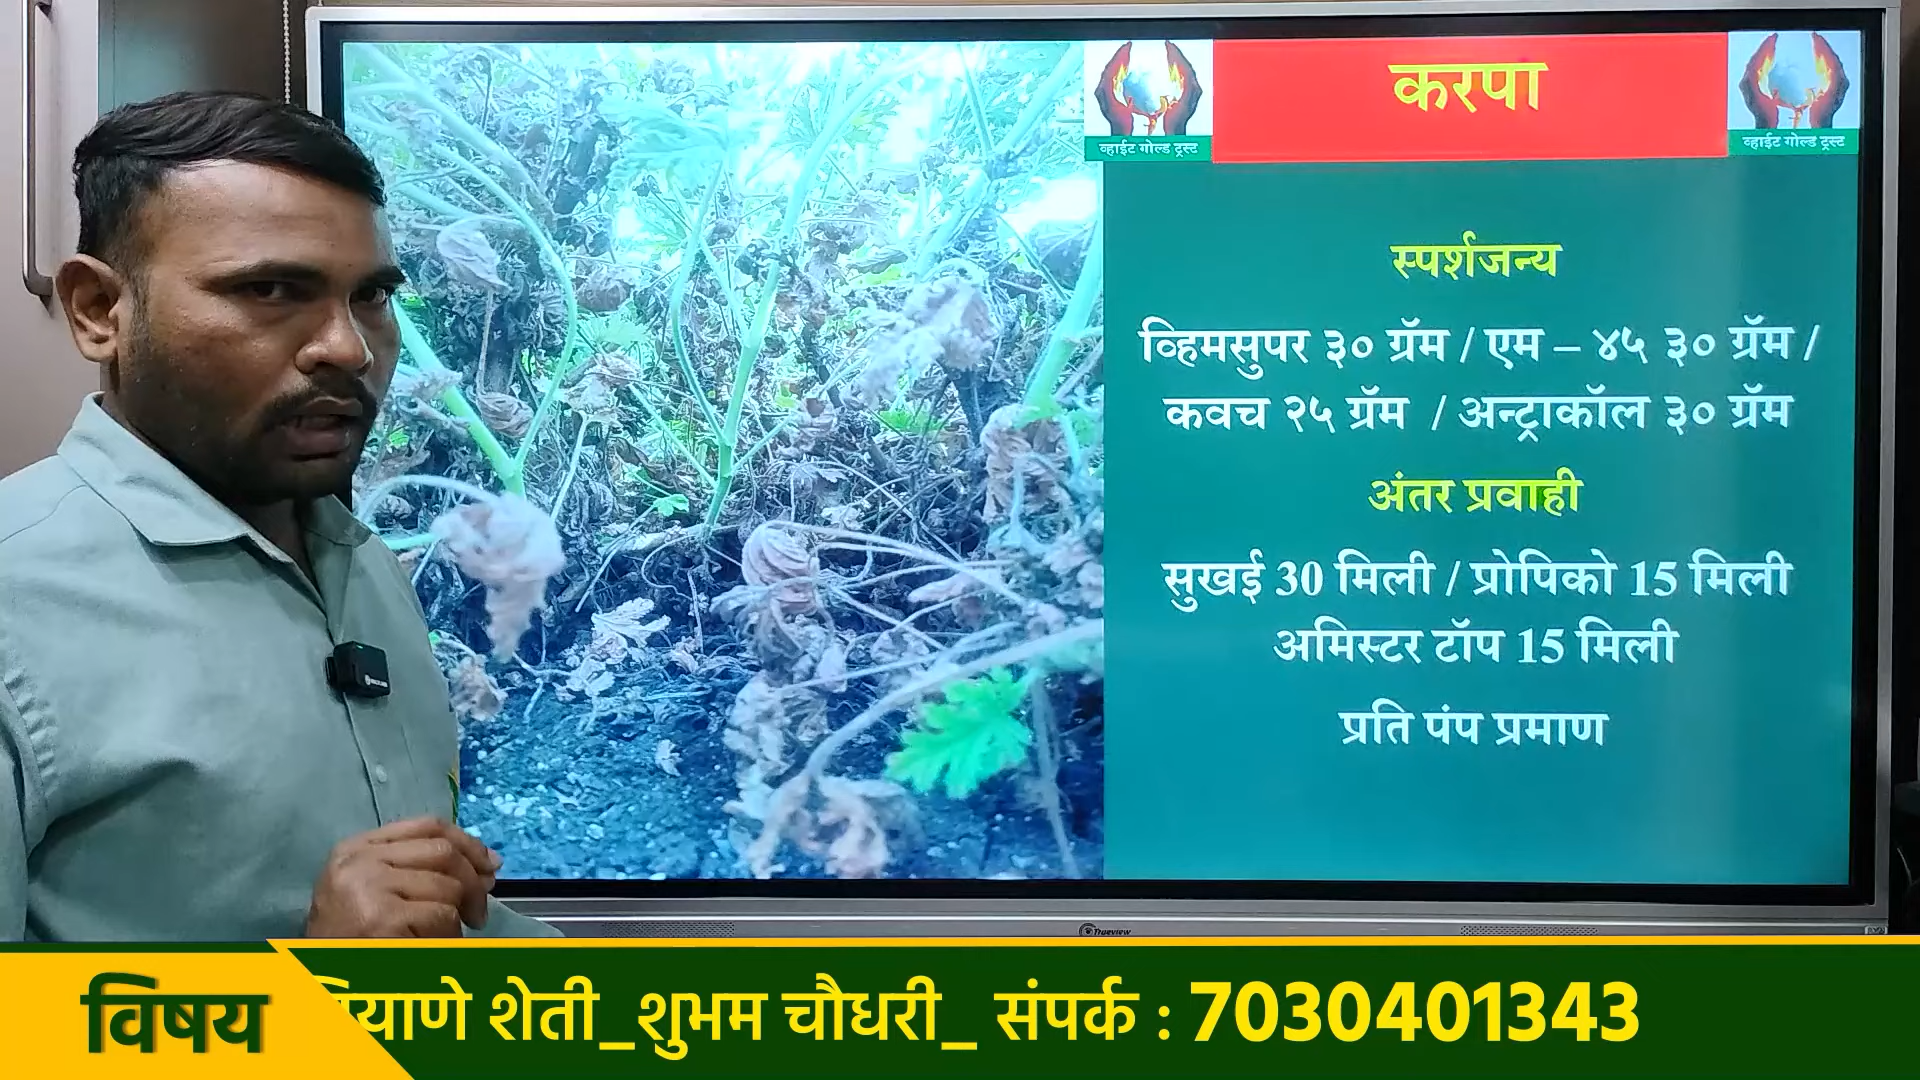 करपा
व्हाईट गोल्ड ट्रस्ट
व्हाईट गोल्ड ट्रस्ट
स्पर्शजन्य
व्हिमसुपर ३० ग्रॅम / एम – ४५ ३० ग्रॅम /
कवच २५ ग्रॅम / अन्ट्राकॉल ३० ग्रॅम
अंतर प्रवाही
सुखई 30 मिली / प्रोपिको 15 मिली
अमिस्टर टॉप 15 मिली
प्रति पंप प्रमाण
Trueview
विषय
शेती_शुभम चौधरी_ संपर्क : 7030401343